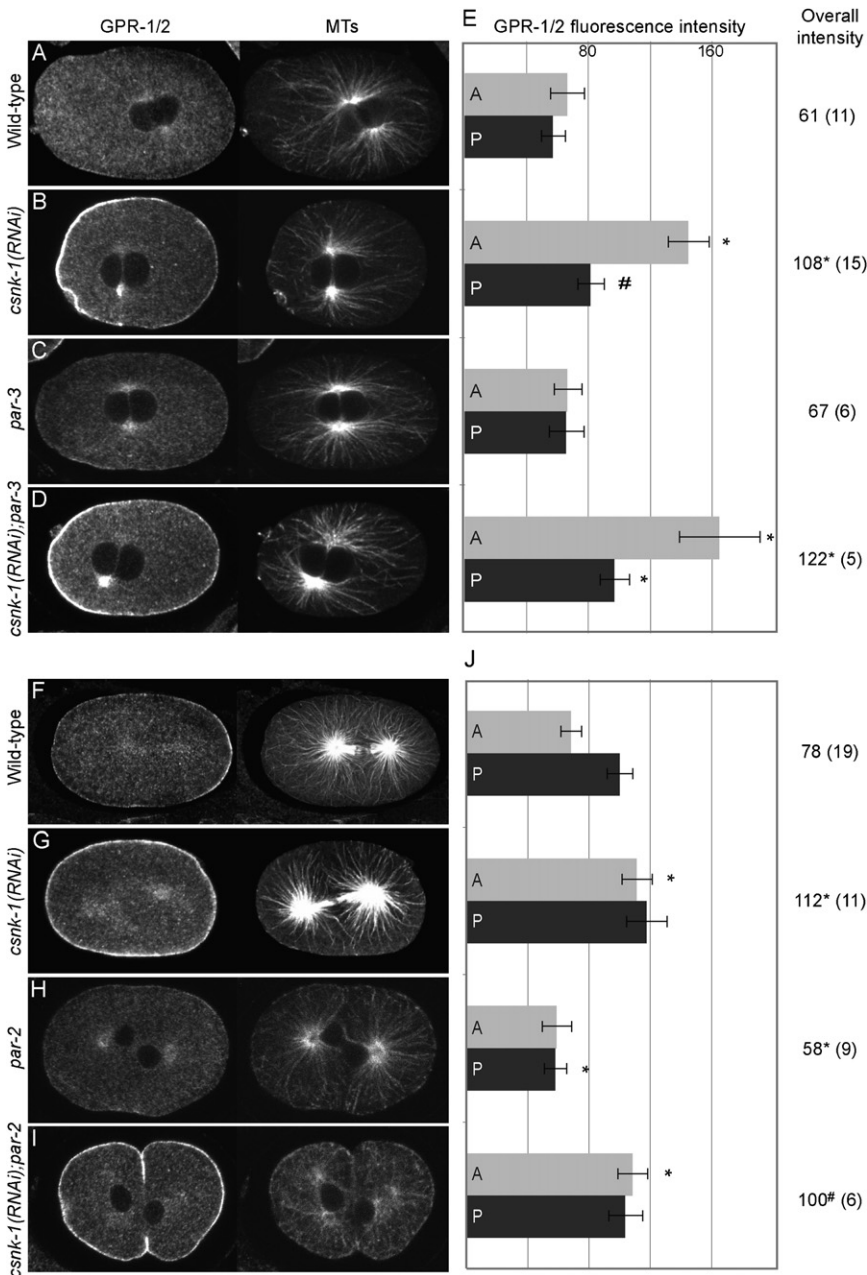 GPR-1/2 MTs E GPR-1/2 fluorescence intensity Overall intensity
80 160
Wild-type A A P 61 (11)
csnk-1(RNAi) B A * P # 108* (15)
par-3 C A P 67 (6)
csnk-1(RNAi);par-3 D A * P * 122* (5)
J
Wild-type F A P 78 (19)
csnk-1(RNAi) G A * P 112* (11)
par-2 H A P * 58* (9)
csnk-1(RNAi);par-2 I A * P 100# (6)